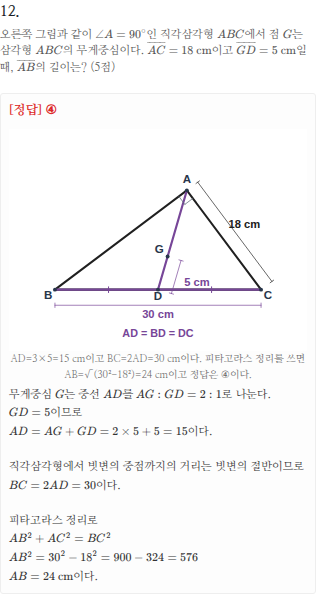 12.
오른쪽 그림과 같이 ∠A = 90°인 직각삼각형 ABC에서 점 G는
삼각형 ABC의 무게중심이다. AC = 18 cm이고 GD = 5 cm일
때, AB의 길이는? (5점)
[정답] ④
A
18 cm
G
5 cm
B
D
C
30 cm
AD = BD = DC
AD=3×5=15 cm이고 BC=2AD=30 cm이다. 피타고라스 정리를 쓰면
AB=√(30²−18²)=24 cm이고 정답은 ④이다.
무게중심 G는 중선 AD를 AG : GD = 2 : 1로 나눈다.
GD = 5이므로
AD = AG + GD = 2 × 5 + 5 = 15이다.
직각삼각형에서 빗변의 중점까지의 거리는 빗변의 절반이므로
BC = 2AD = 30이다.
피타고라스 정리로
AB² + AC² = BC²
AB² = 30² − 18² = 900 − 324 = 576
AB = 24 cm이다.